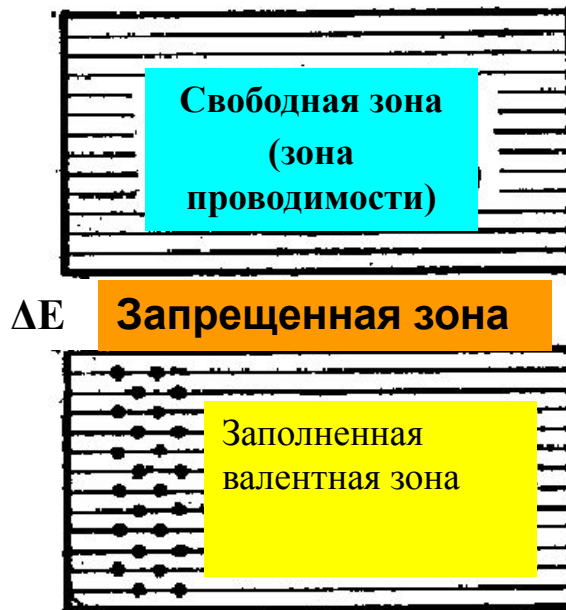 Свободная зона
(зона
проводимости)
ΔE Запрещенная зона
Заполненная
валентная зона